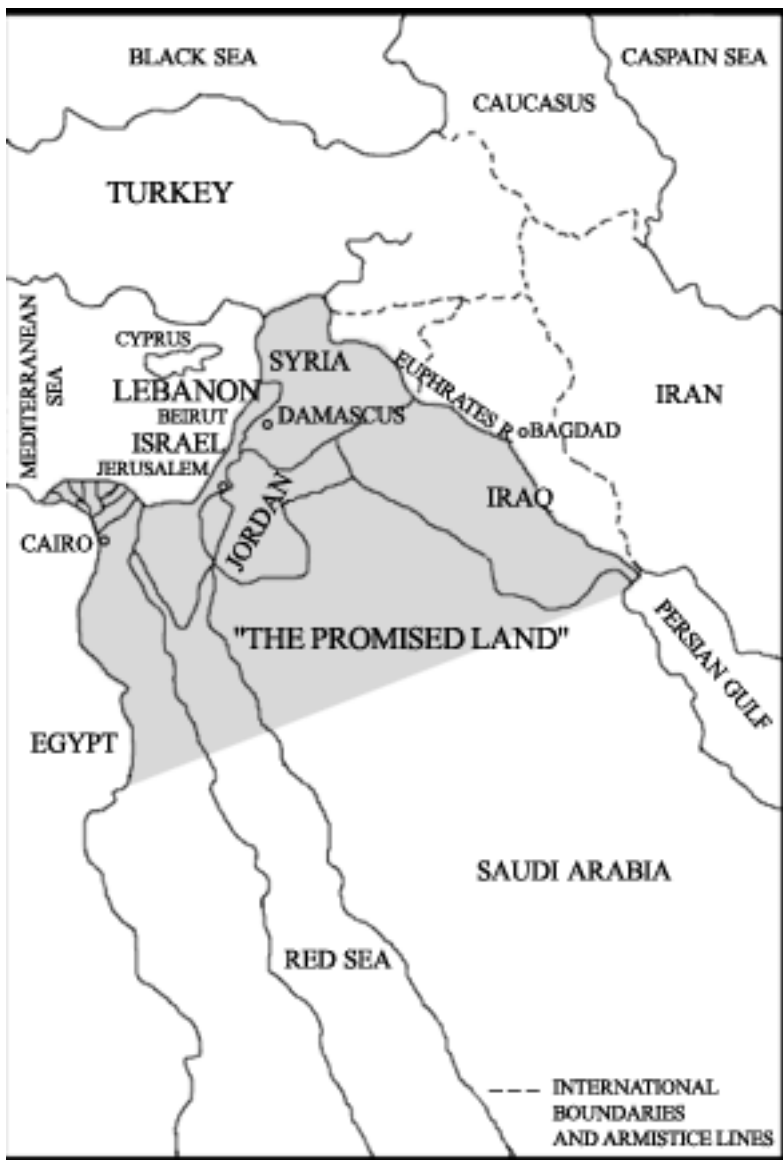 BLACK SEA
CASPAIN SEA
CAUCASUS
TURKEY
MEDITERRANEAN
SEA
CYPRUS
SYRIA
LEBANON
BEIRUT
DAMASCUS
ISRAEL
JERUSALEM
EUPHRATES R.
BAGDAD
IRAN
IRAQ
JORDAN
CAIRO
"THE PROMISED LAND"
PERSIAN GULF
EGYPT
SAUDI ARABIA
RED SEA
INTERNATIONAL
BOUNDARIES
AND ARMISTICE LINES